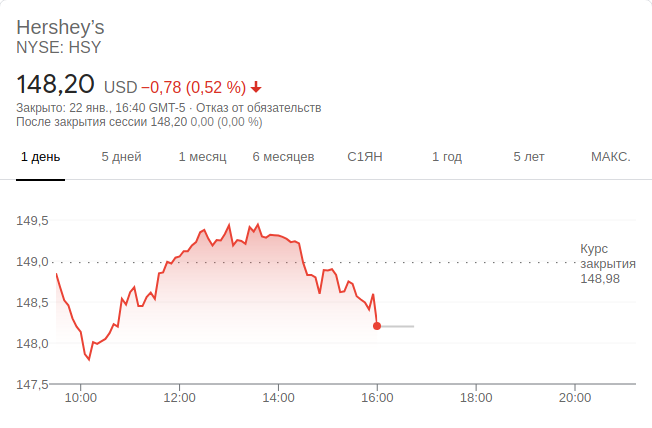 Hershey’s
NYSE: HSY
148,20 USD −0,78 (0,52 %)
Закрыто: 22 янв., 16:40 GMT-5 · Отказ от обязательств
После закрытия сессии 148,20 0,00 (0,00 %)
1 день 5 дней 1 месяц 6 месяцев С1ЯН 1 год 5 лет МАКС.
149,5
149,0
148,5
148,0
147,5
Курс
закрытия
148,98
10:00 12:00 14:00 16:00 18:00 20:00